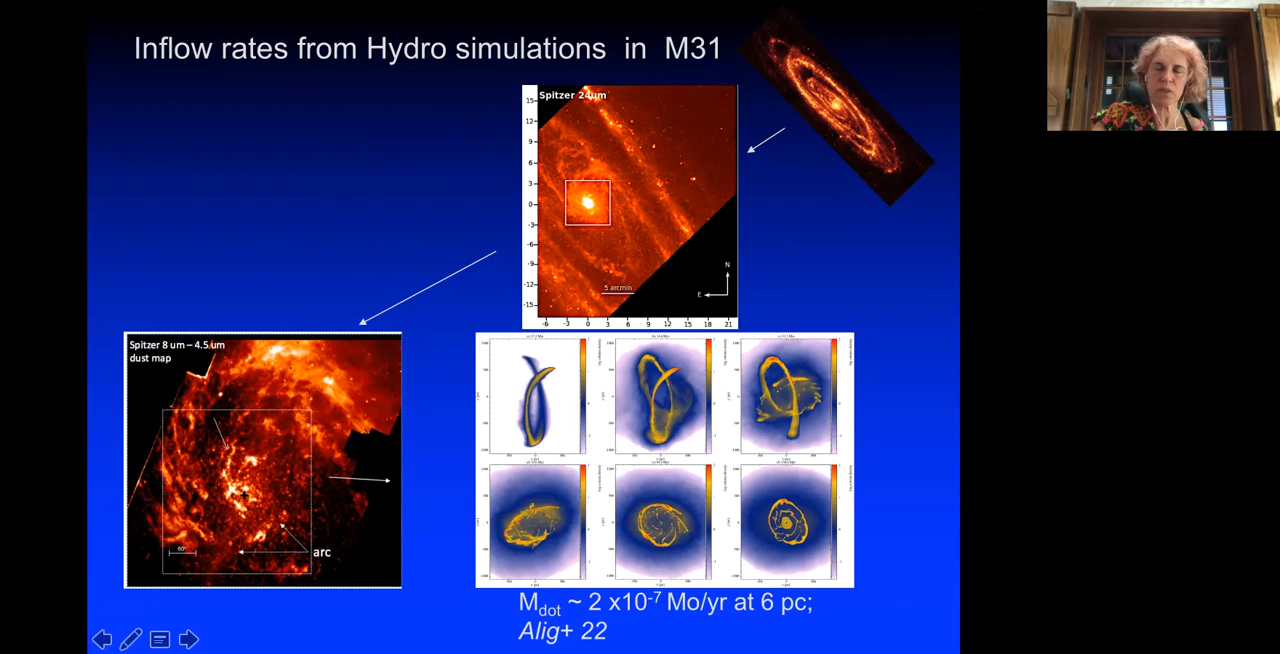 Inflow rates from Hydro simulations in M31
Spitzer 24um
15
12
9
6
3
0
-3
-6
-9
-12
-15
N
E
5 arcmin
-6 -3 0 3 6 9 12 15 18 21
Spitzer 8 um – 4.5 um
dust map
60"
arc
Mdot ~ 2 x10-7 Mo/yr at 6 pc;
Alig+ 22